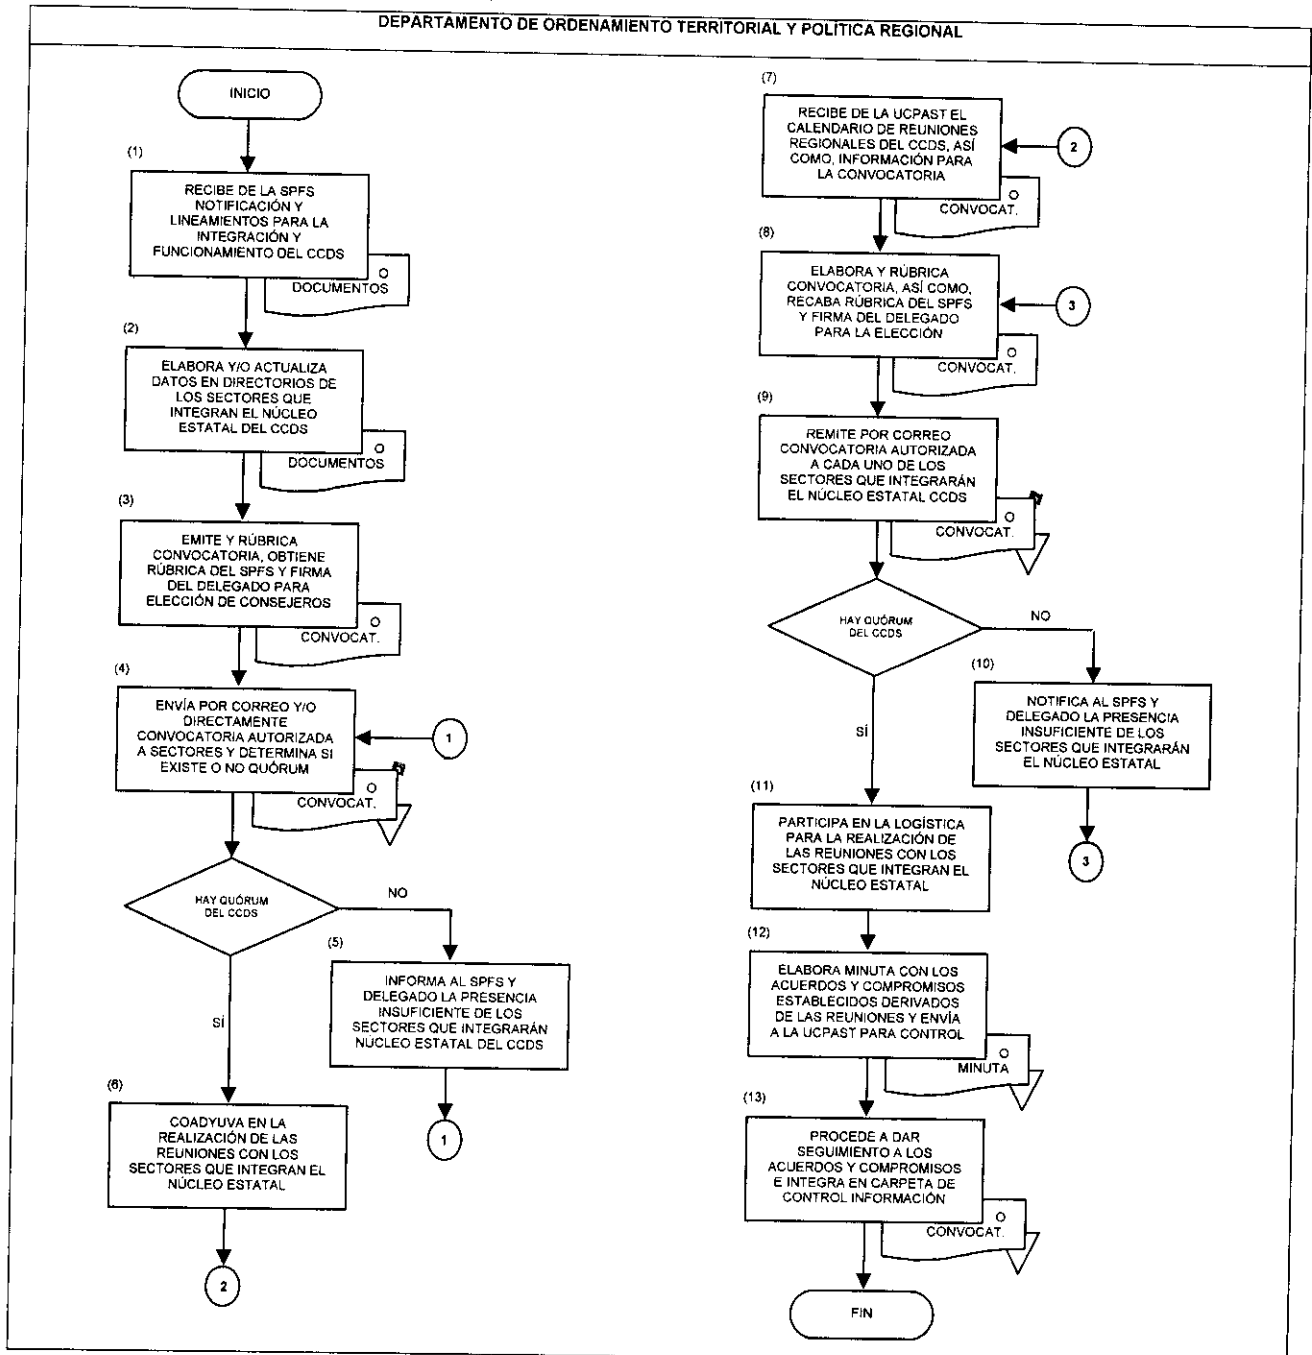 DEPARTAMENTO DE ORDENAMIENTO TERRITORIAL Y POLÍTICA REGIONAL
INICIO
(1)
RECIBE DE LA SPFS
NOTIFICACIÓN Y
LINEAMIENTOS PARA LA
INTEGRACIÓN Y
FUNCIONAMIENTO DEL CCDS
O
DOCUMENTOS
(2)
ELABORA Y/O ACTUALIZA
DATOS EN DIRECTORIOS DE
LOS SECTORES QUE
INTEGRAN EL NÚCLEO
ESTATAL DEL CCDS
O
DOCUMENTOS
(3)
EMITE Y RÚBRICA
CONVOCATORIA, OBTIENE
RÚBRICA DEL SPFS Y FIRMA
DEL DELEGADO PARA
ELECCIÓN DE CONSEJEROS
O
CONVOCAT.
(4)
ENVÍA POR CORREO Y/O
DIRECTAMENTE
CONVOCATORIA AUTORIZADA
A SECTORES Y DETERMINA SI
EXISTE O NO QUÓRUM
1
O
CONVOCAT.
HAY QUÓRUM
DEL CCDS
NO
SÍ
(5)
INFORMA AL SPFS Y
DELEGADO LA PRESENCIA
INSUFICIENTE DE LOS
SECTORES QUE INTEGRARÁN
NÚCLEO ESTATAL DEL CCDS
1
(6)
COADYUVA EN LA
REALIZACIÓN DE LAS
REUNIONES CON LOS
SECTORES QUE INTEGRAN EL
NÚCLEO ESTATAL
2
(7)
RECIBE DE LA UCPAST EL
CALENDARIO DE REUNIONES
REGIONALES DEL CCDS, ASÍ
COMO, INFORMACIÓN PARA
LA CONVOCATORIA
2
O
CONVOCAT.
(8)
ELABORA Y RÚBRICA
CONVOCATORIA, ASÍ COMO,
RECABA RÚBRICA DEL SPFS
Y FIRMA DEL DELEGADO
PARA LA ELECCIÓN
3
O
CONVOCAT.
(9)
REMITE POR CORREO
CONVOCATORIA AUTORIZADA
A CADA UNO DE LOS
SECTORES QUE INTEGRARÁN
EL NÚCLEO ESTATAL CCDS
O
CONVOCAT.
HAY QUÓRUM
DEL CCDS
NO
SÍ
(10)
NOTIFICA AL SPFS Y
DELEGADO LA PRESENCIA
INSUFICIENTE DE LOS
SECTORES QUE INTEGRARÁN
EL NÚCLEO ESTATAL
3
(11)
PARTICIPA EN LA LOGÍSTICA
PARA LA REALIZACIÓN DE
LAS REUNIONES CON LOS
SECTORES QUE INTEGRAN EL
NÚCLEO ESTATAL
(12)
ELABORA MINUTA CON LOS
ACUERDOS Y COMPROMISOS
ESTABLECIDOS DERIVADOS
DE LAS REUNIONES Y ENVÍA
A LA UCPAST PARA CONTROL
O
MINUTA
(13)
PROCEDE A DAR
SEGUIMIENTO A LOS
ACUERDOS Y COMPROMISOS
E INTEGRA EN CARPETA DE
CONTROL INFORMACIÓN
O
CONVOCAT.
FIN